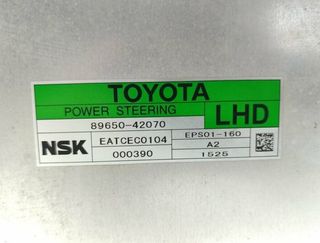 TOYOTA
POWER STEERING
LHD
89650-42070
NSK
EATCEC0104
EPS01-160
A2
000390
1525